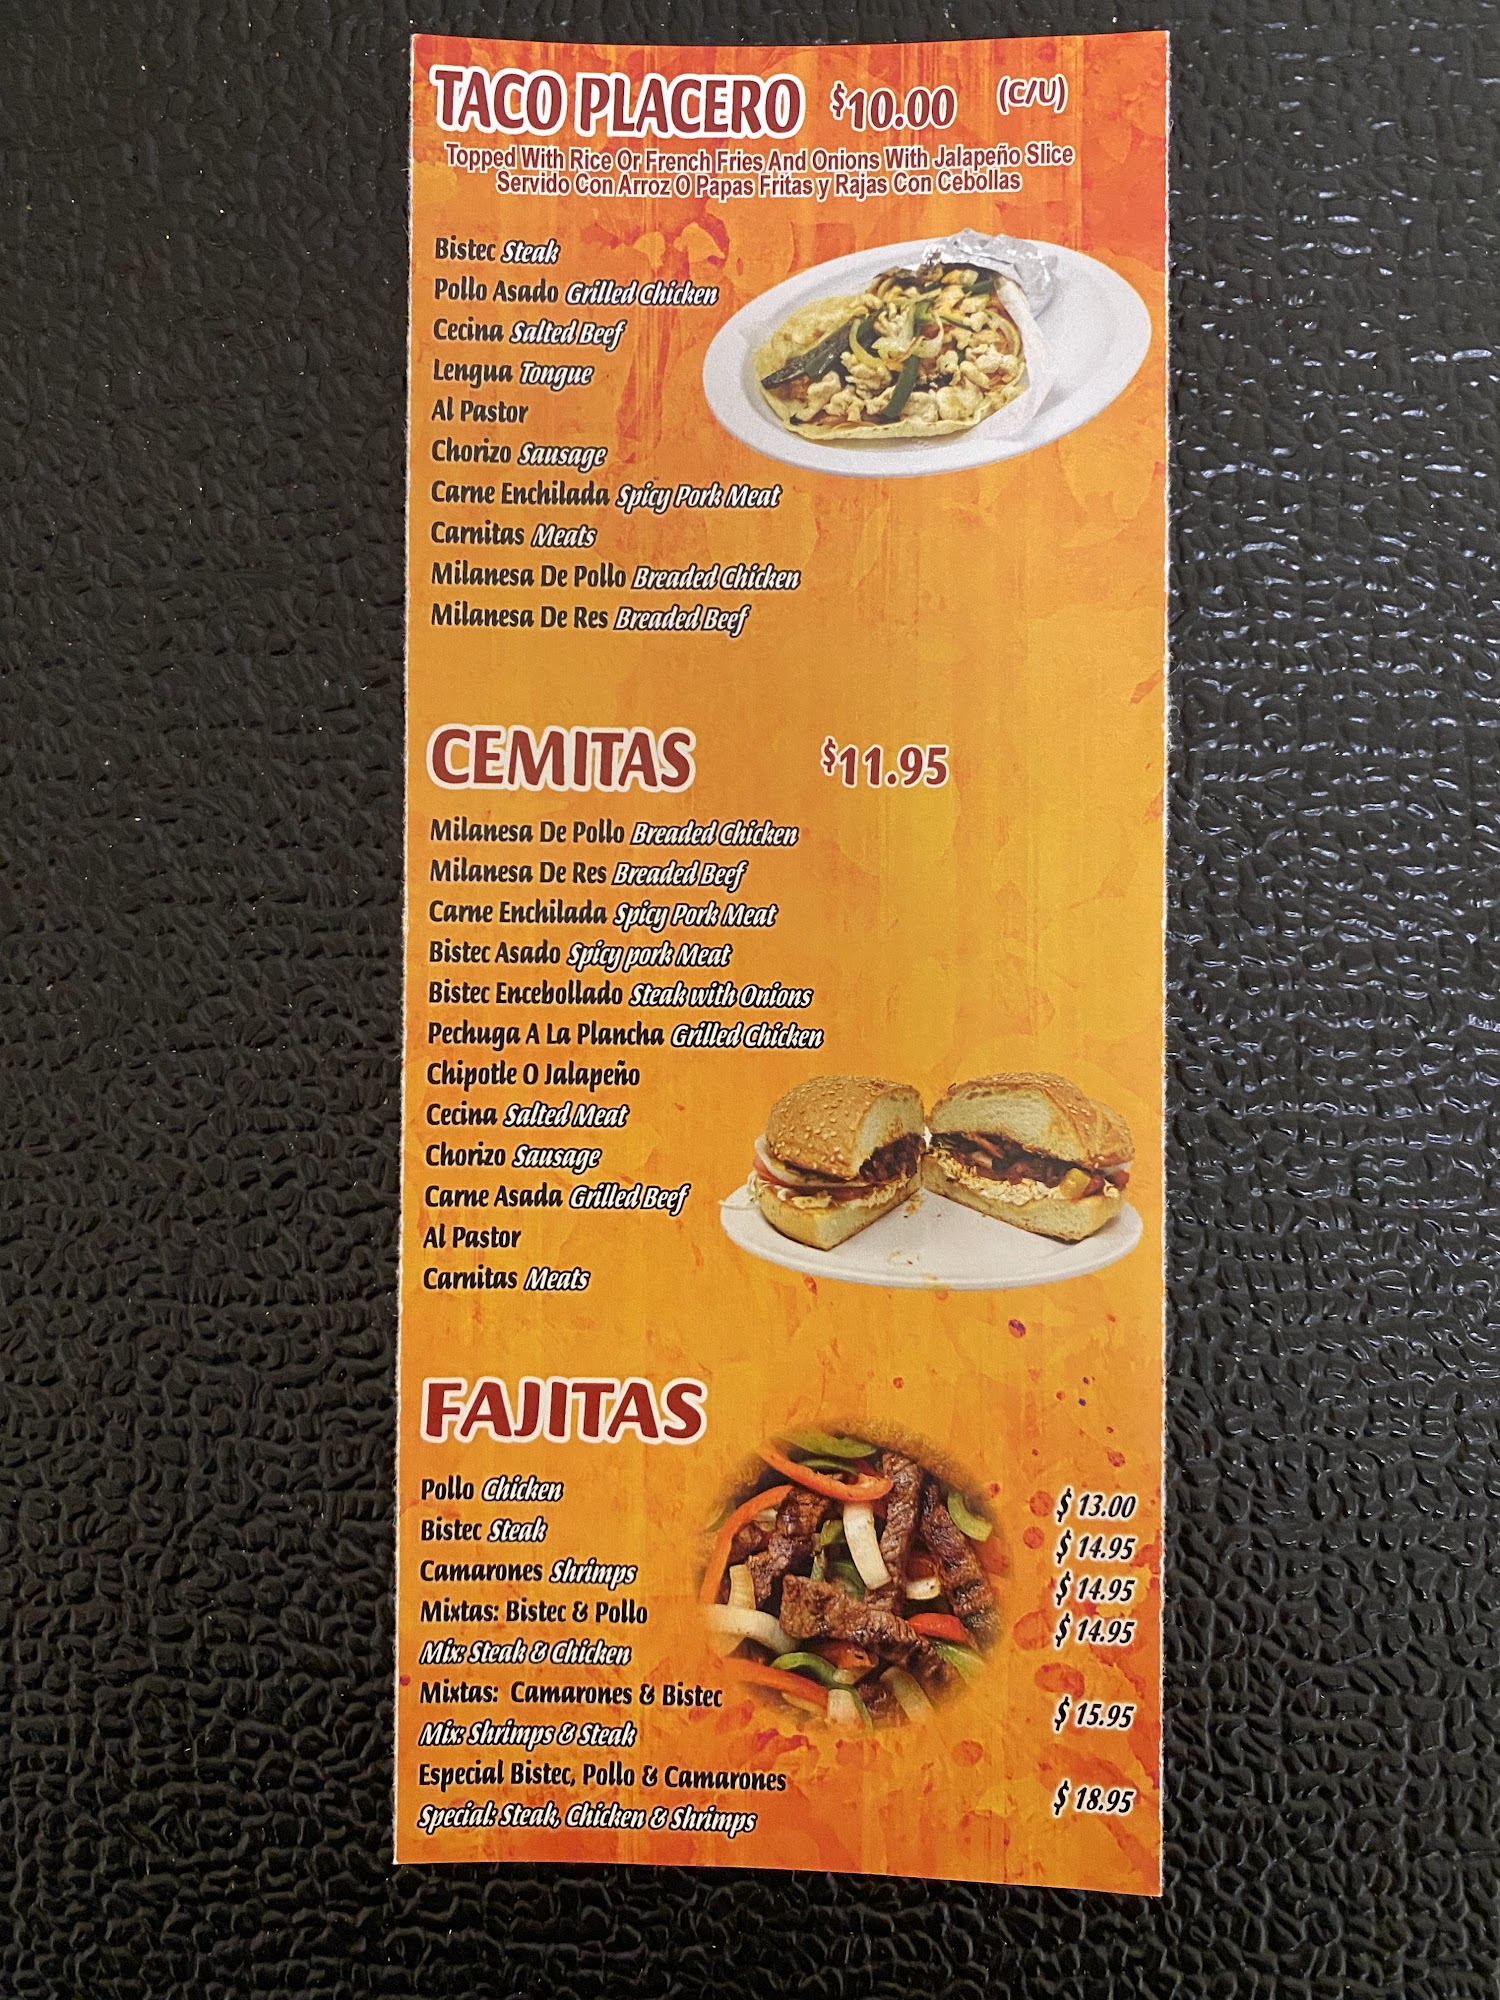 TACO PLACERO $10.00 (C/U)
Topped With Rice Or French Fries And Onions With Jalapeño Slice
Servido Con Arroz O Papas Fritas y Rajas Con Cebollas
Bistec Steak
Pollo Asado Grilled Chicken
Cecina Salted Beef
Lengua Tongue
Al Pastor
Chorizo Sausage
Carne Enchilada Spicy Pork Meat
Carnitas Meats
Milanesa De Pollo Breaded Chicken
Milanesa De Res Breaded Beef
CEMITAS $11.95
Milanesa De Pollo Breaded Chicken
Milanesa De Res Breaded Beef
Carne Enchilada Spicy Pork Meat
Bistec Asado Spicy pork Meat
Bistec Encebollado Steak with Onions
Pechuga A La Plancha Grilled Chicken
Chipotle O Jalapeño
Cecina Salted Meat
Chorizo Sausage
Carne Asada Grilled Beef
Al Pastor
Carnitas Meats
FAJITAS
Pollo Chicken $ 13.00
Bistec Steak $ 14.95
Camarones Shrimps $ 14.95
Mixtas: Bistec & Pollo $ 14.95
Mix: Steak & Chicken
Mixtas: Camarones & Bistec $ 15.95
Mix: Shrimps & Steak
Especial Bistec, Pollo & Camarones $ 18.95
Special: Steak, Chicken & Shrimps